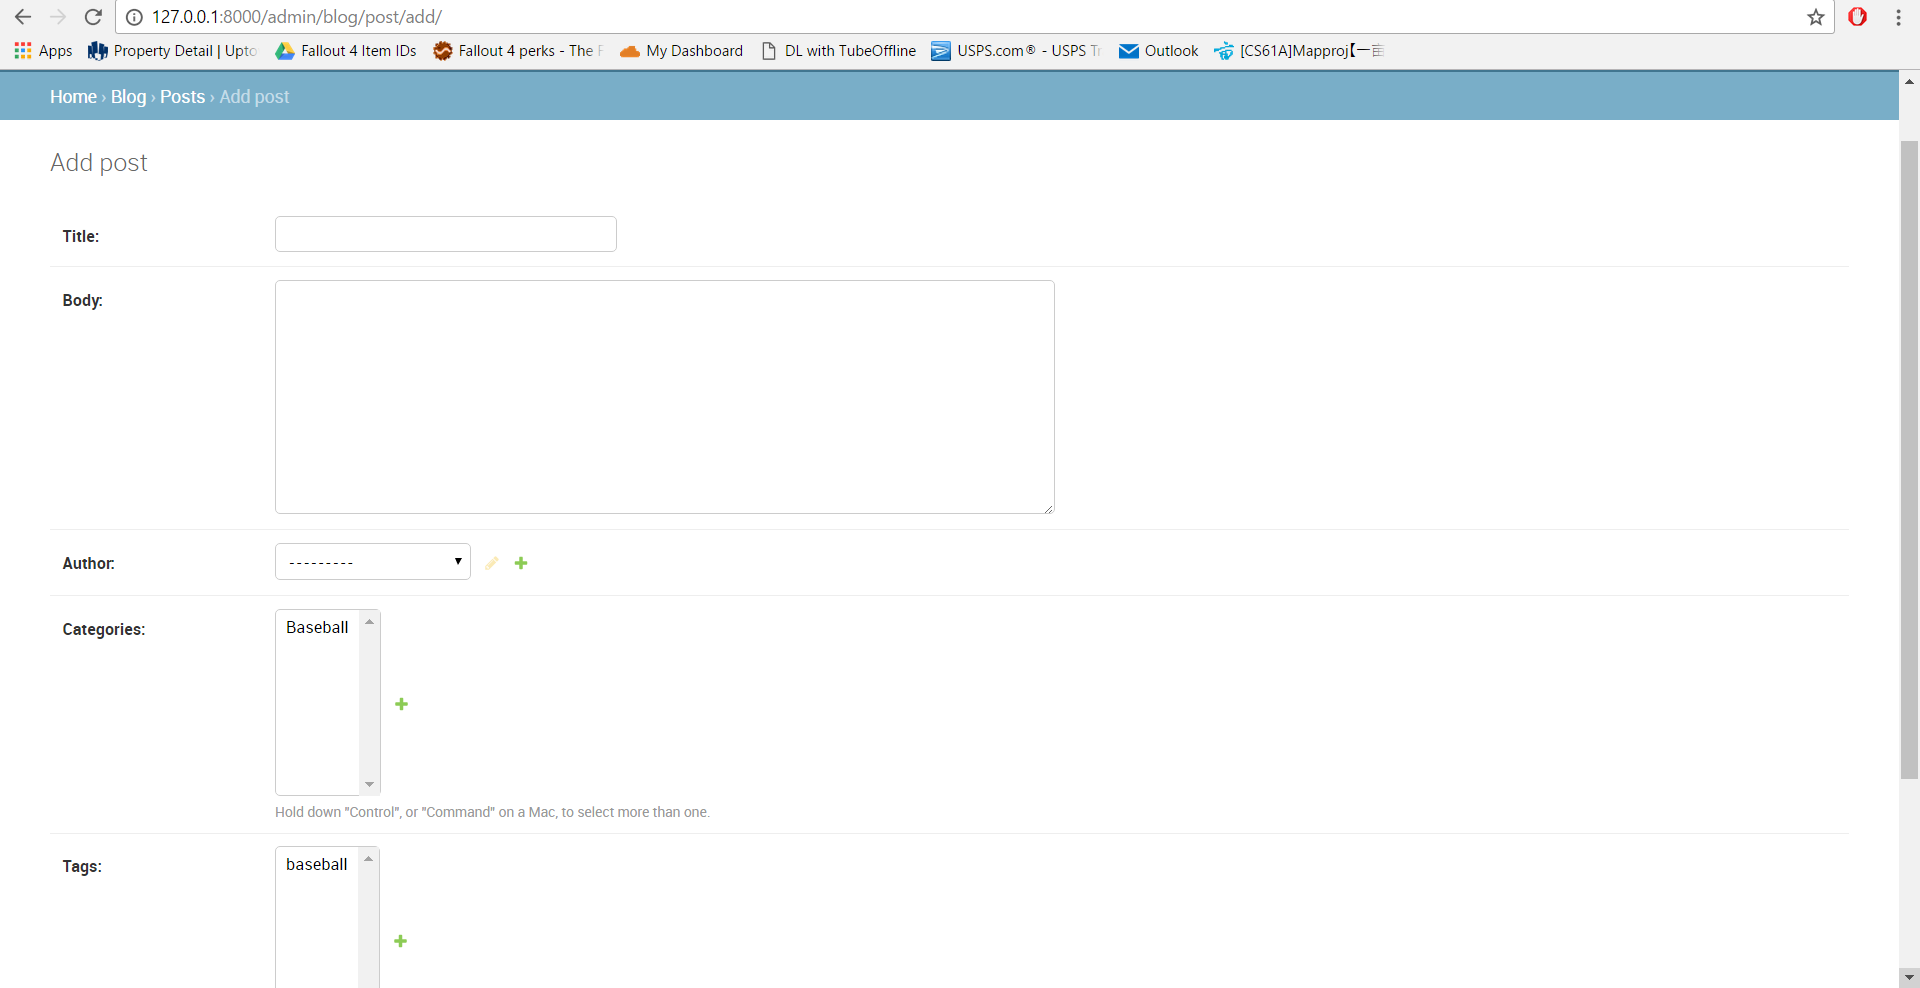 127.0.0.1:8000/admin/blog/post/add/
Apps Property Detail | Upto Fallout 4 Item IDs Fallout 4 perks - The F My Dashboard DL with TubeOffline USPS.com® - USPS Tr Outlook [CS61A]Mapproj【一亩
Home › Blog › Posts › Add post
Add post
Title:
Body:
Author: ---------
Categories: Baseball
Hold down "Control", or "Command" on a Mac, to select more than one.
Tags: baseball